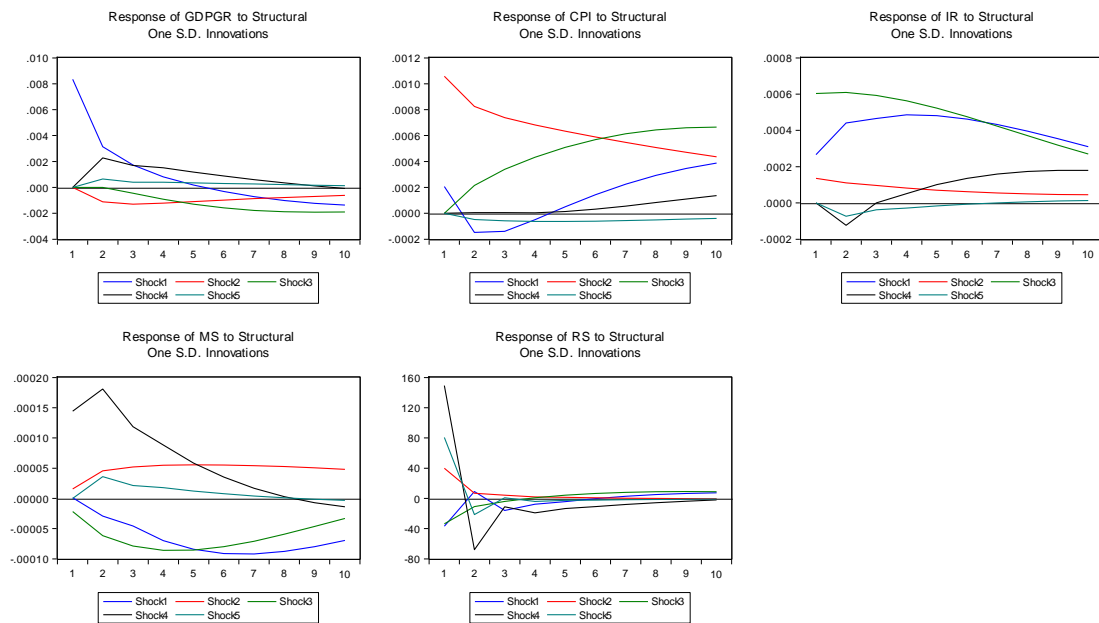 Response of GDPGR to Structural
One S.D. Innovations
.010
.008
.006
.004
.002
.000
-.002
-.004
1 2 3 4 5 6 7 8 9 10
Shock1 Shock2 Shock3
Shock4 Shock5
Response of CPI to Structural
One S.D. Innovations
.0012
.0010
.0008
.0006
.0004
.0002
.0000
-.0002
1 2 3 4 5 6 7 8 9 10
Shock1 Shock2 Shock3
Shock4 Shock5
Response of IR to Structural
One S.D. Innovations
.0008
.0006
.0004
.0002
.0000
-.0002
1 2 3 4 5 6 7 8 9 10
Shock1 Shock2 Shock3
Shock4 Shock5
Response of MS to Structural
One S.D. Innovations
.00020
.00015
.00010
.00005
.00000
-.00005
-.00010
1 2 3 4 5 6 7 8 9 10
Shock1 Shock2 Shock3
Shock4 Shock5
Response of RS to Structural
One S.D. Innovations
160
120
80
40
0
-40
-80
1 2 3 4 5 6 7 8 9 10
Shock1 Shock2 Shock3
Shock4 Shock5